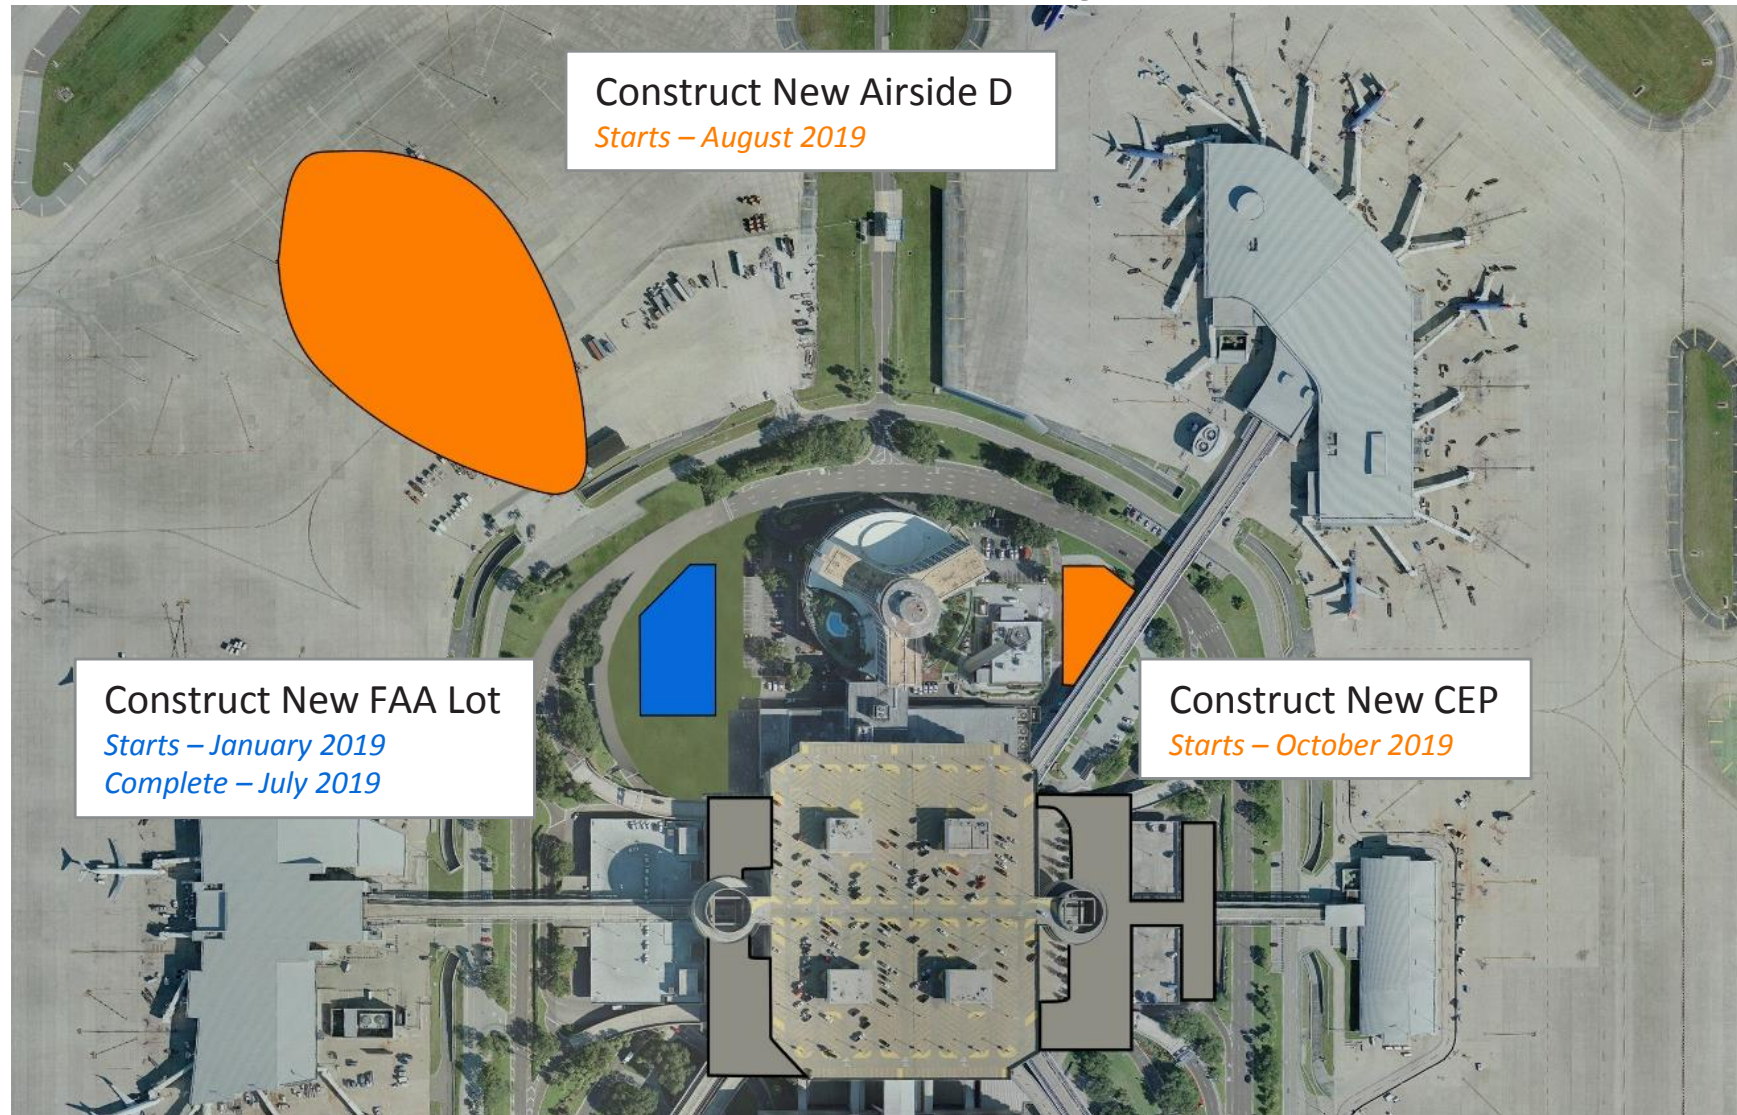 Construct New Airside D
Starts – August 2019
Construct New FAA Lot
Starts – January 2019
Complete – July 2019
Construct New CEP
Starts – October 2019